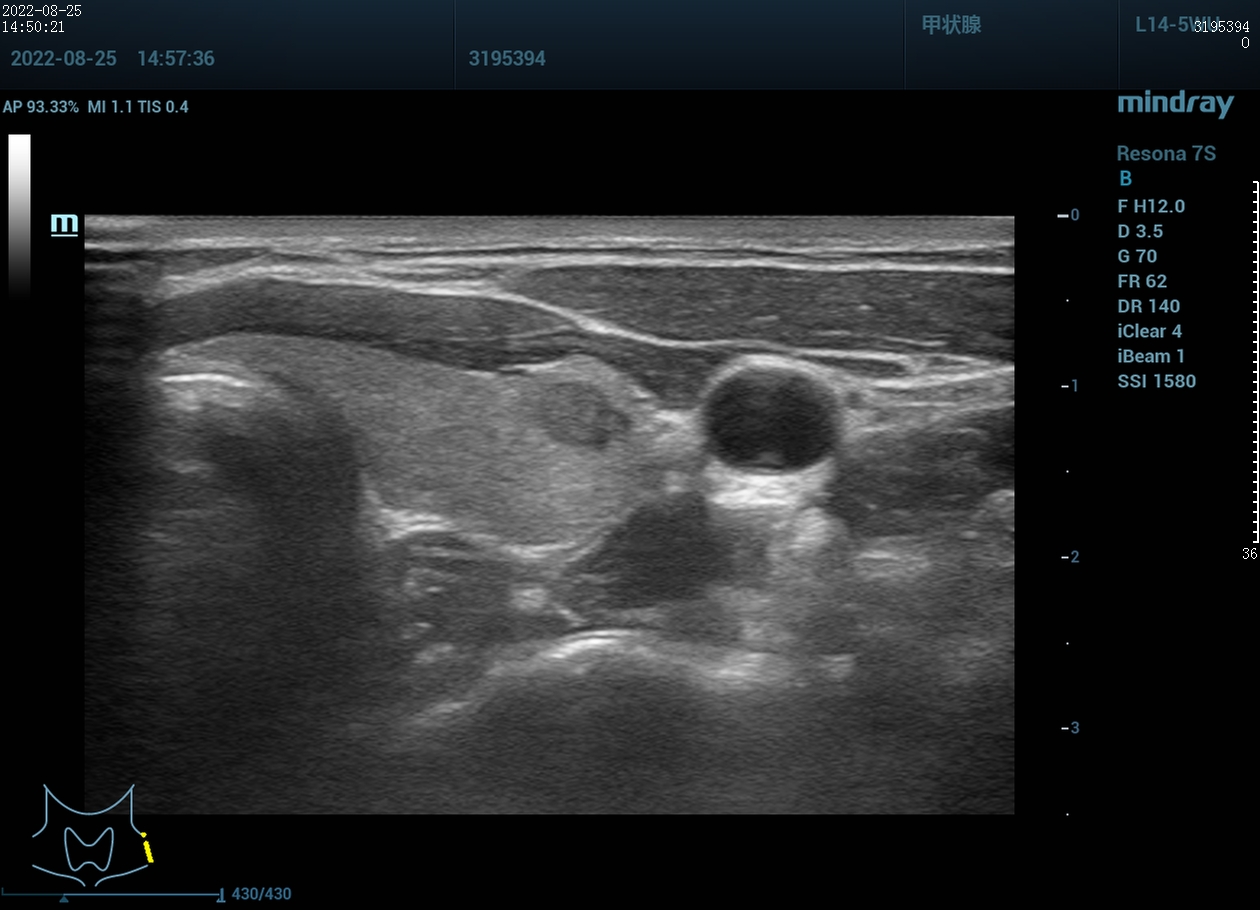 2022-08-25
14:50:21
2022-08-25 14:57:36
3195394
甲状腺
3195394
0
AP 93.33% MI 1.1 TIS 0.4
mindray
Resona 7S
B
F H12.0
D 3.5
G 70
FR 62
DR 140
iClear 4
iBeam 1
SSI 1580
m
0
1
2
3
36
430/430